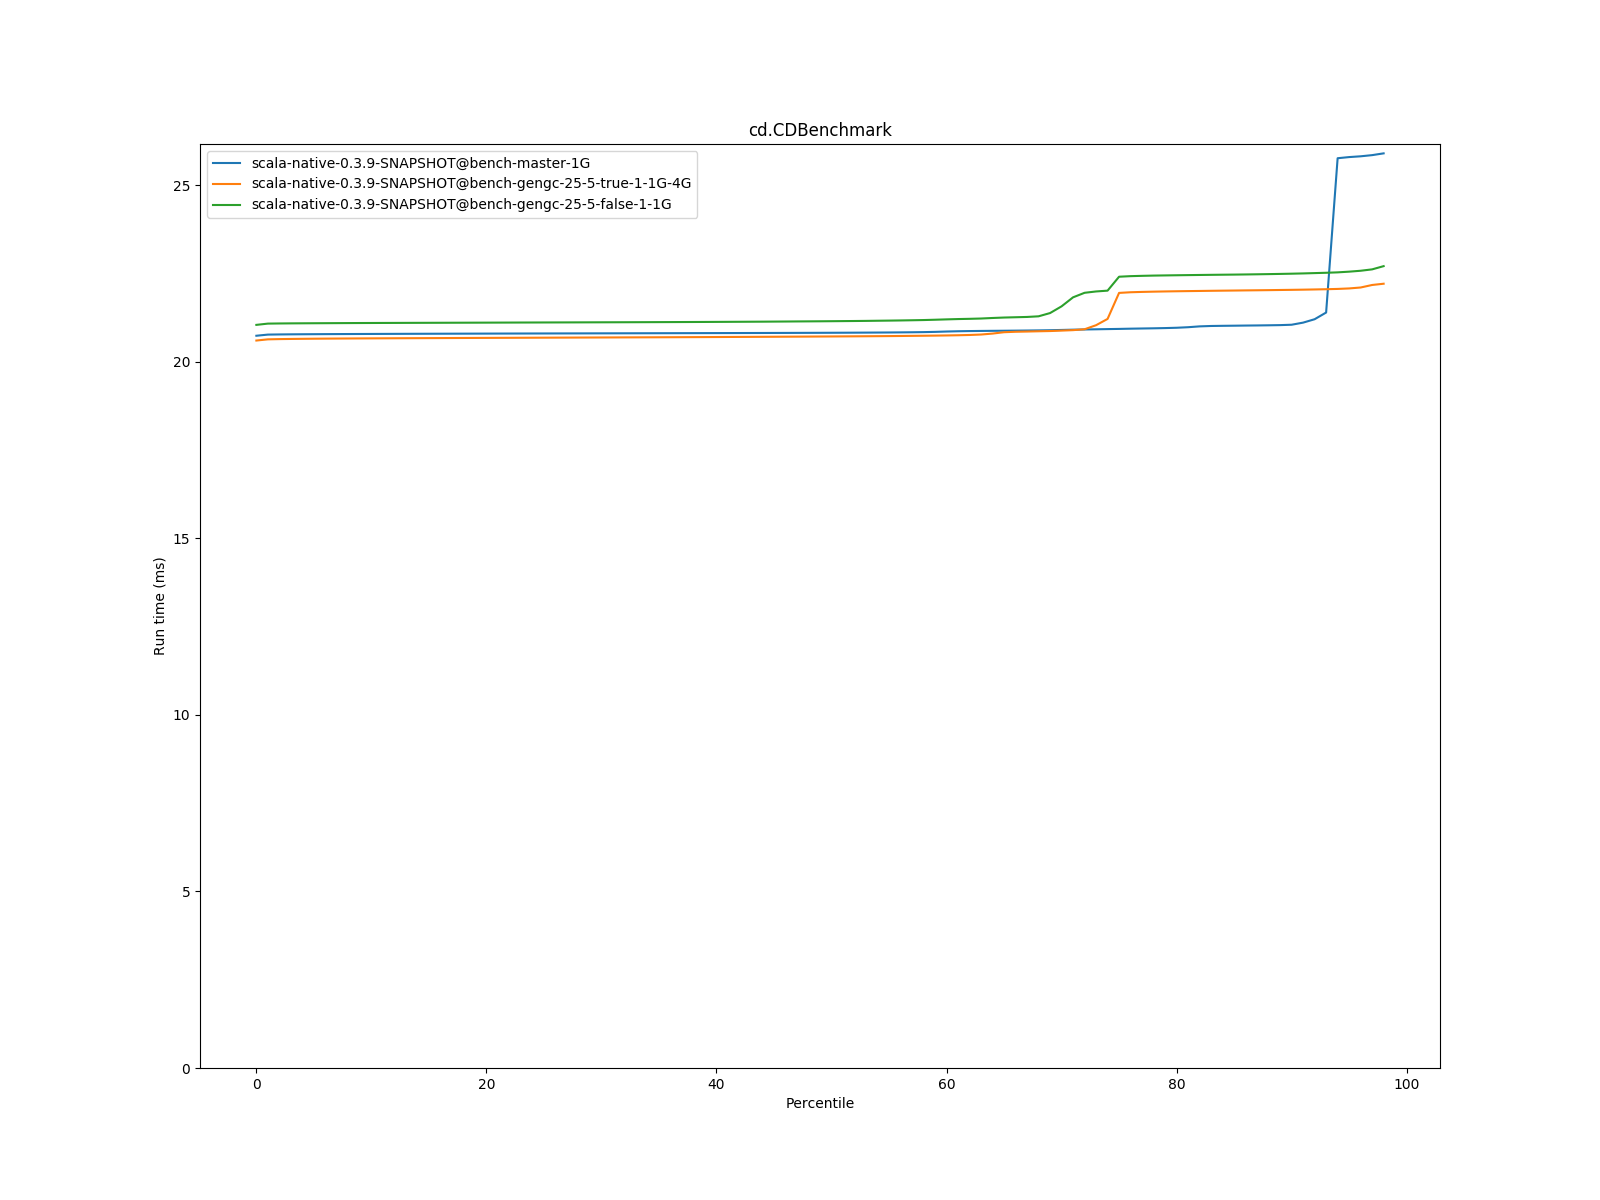 cd.CDBenchmark
scala-native-0.3.9-SNAPSHOT@bench-master-1G
scala-native-0.3.9-SNAPSHOT@bench-gengc-25-5-true-1-1G-4G
scala-native-0.3.9-SNAPSHOT@bench-gengc-25-5-false-1-1G
25
20
15
10
5
0
Run time (ms)
0 20 40 60 80 100
Percentile